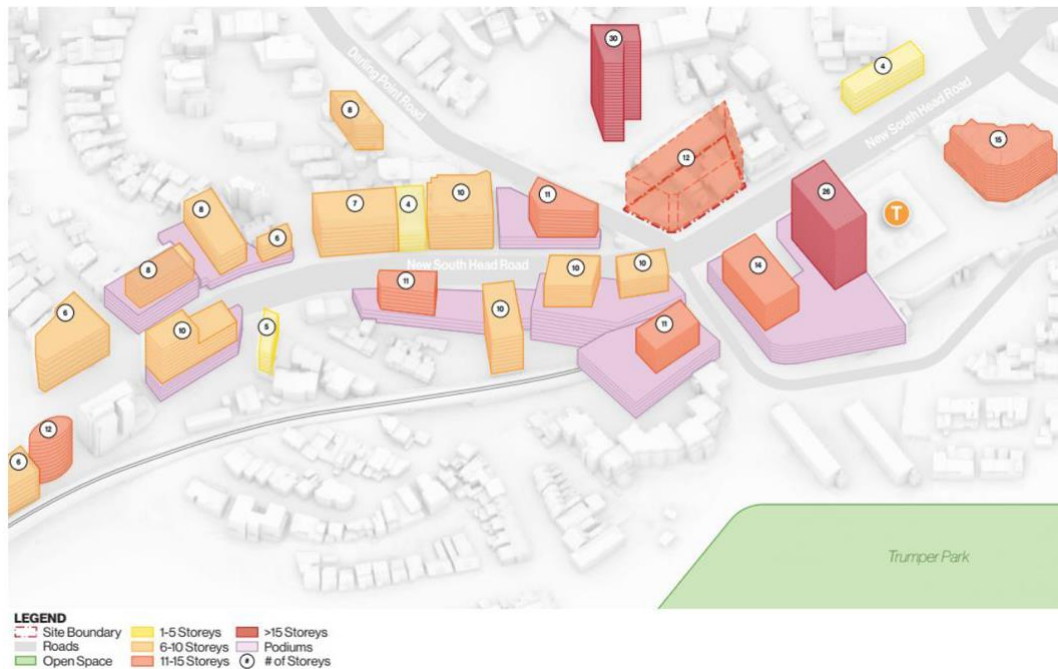 30
4
Darling Point Road
New South Head Road
8
12
15
8
7
4
10
11
26
T
6
New South Head Road
8
14
11
10
10
6
10
5
10
11
12
6
Trumper Park
LEGEND
Site Boundary
Roads
Open Space
1-5 Storeys
6-10 Storeys
11-15 Storeys
>15 Storeys
Podiums
# # of Storeys